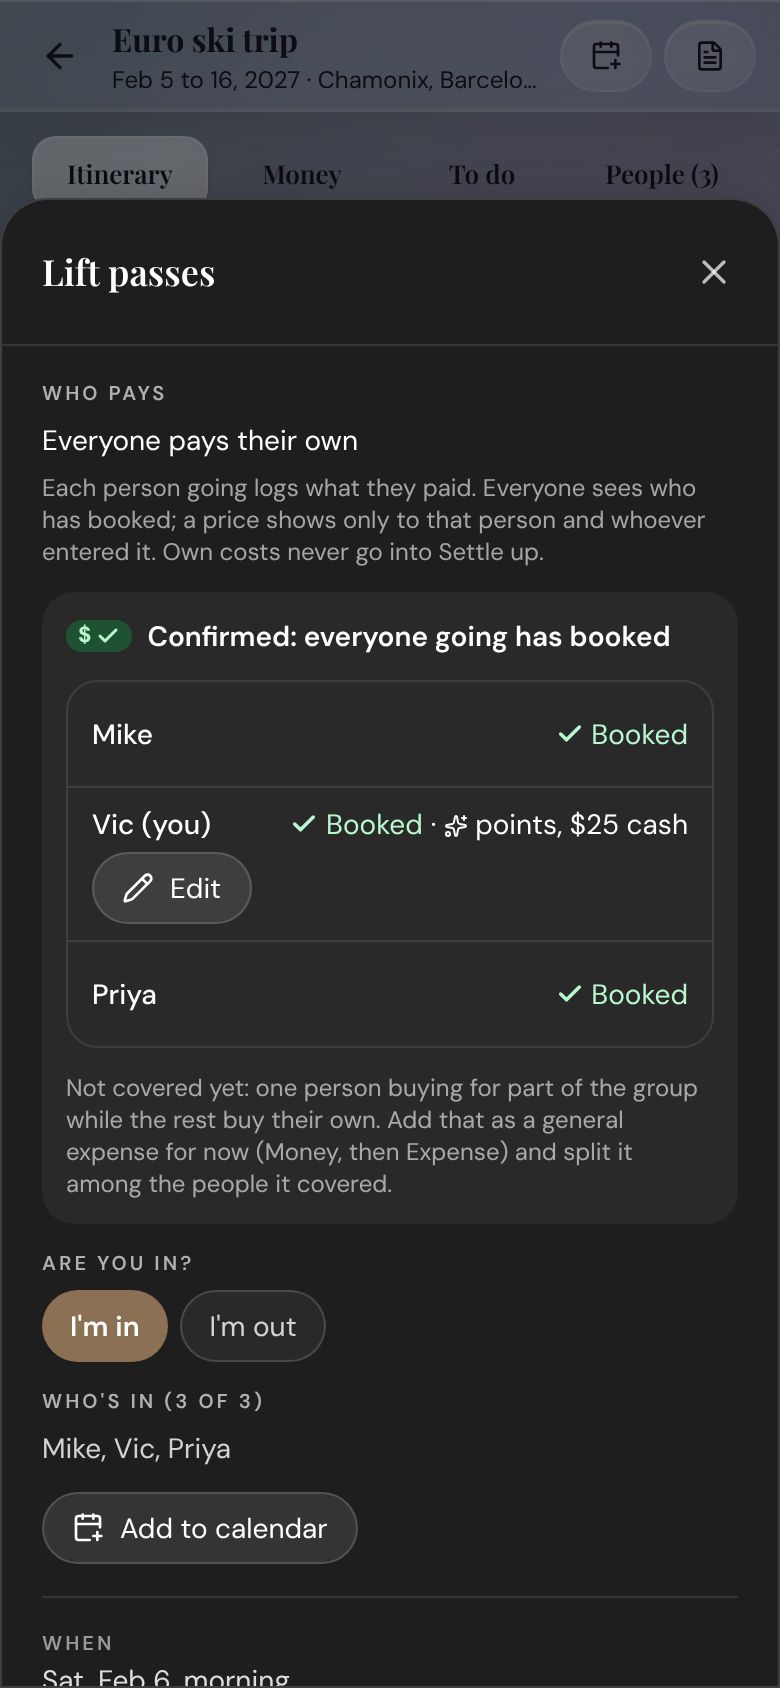 Euro ski trip
Feb 5 to 16, 2027 · Chamonix, Barcelo...
Itinerary
Money
To do
People (3)
Lift passes
WHO PAYS
Everyone pays their own
Each person going logs what they paid. Everyone sees who
has booked; a price shows only to that person and whoever
entered it. Own costs never go into Settle up.
$ ✓ Confirmed: everyone going has booked
Mike ✓ Booked
Vic (you) ✓ Booked · points, $25 cash
Edit
Priya ✓ Booked
Not covered yet: one person buying for part of the group
while the rest buy their own. Add that as a general
expense for now (Money, then Expense) and split it
among the people it covered.
ARE YOU IN?
I'm in
I'm out
WHO'S IN (3 OF 3)
Mike, Vic, Priya
Add to calendar
WHEN
Sat, Feb 6, morning